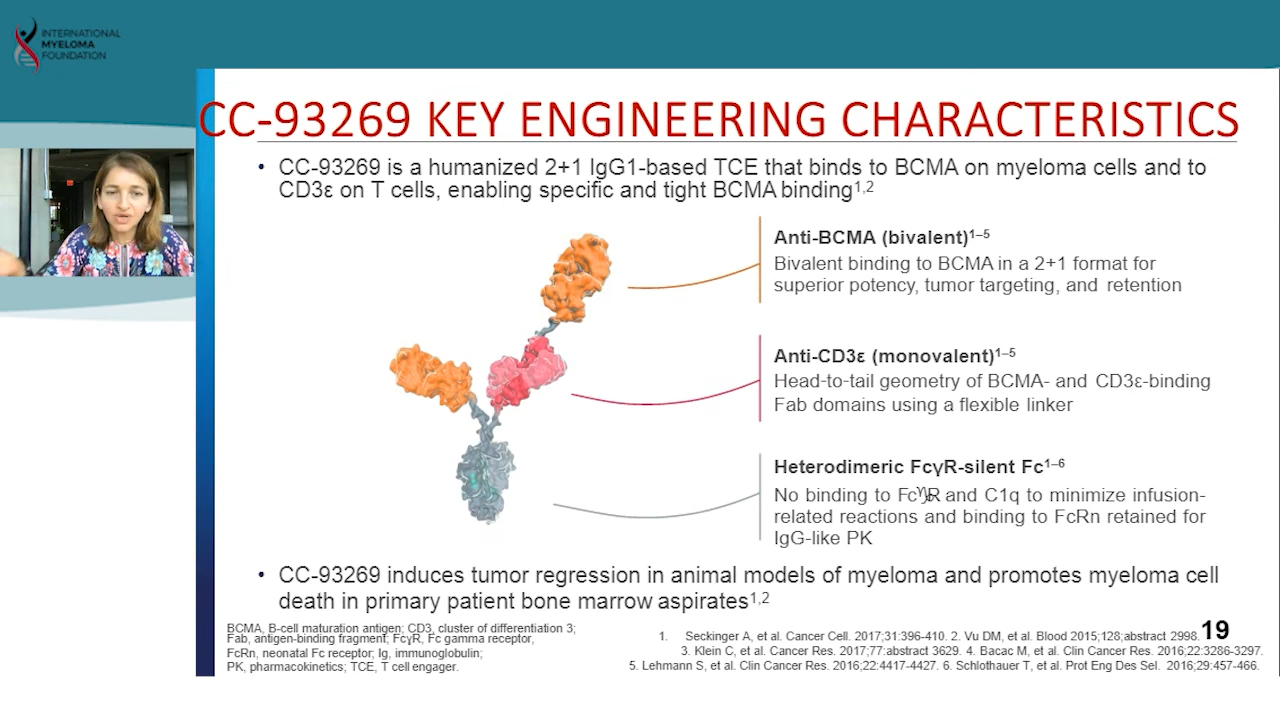 INTERNATIONAL
MYELOMA
FOUNDATION
CC-93269 KEY ENGINEERING CHARACTERISTICS
• CC-93269 is a humanized 2+1 IgG1-based TCE that binds to BCMA on myeloma cells and to
CD3ε on T cells, enabling specific and tight BCMA binding1,2
Anti-BCMA (bivalent)1–5
Bivalent binding to BCMA in a 2+1 format for
superior potency, tumor targeting, and retention
Anti-CD3ε (monovalent)1–5
Head-to-tail geometry of BCMA- and CD3ε-binding
Fab domains using a flexible linker
Heterodimeric FcγR-silent Fc1–6
No binding to FcγR and C1q to minimize infusion-
related reactions and binding to FcRn retained for
IgG-like PK
• CC-93269 induces tumor regression in animal models of myeloma and promotes myeloma cell
death in primary patient bone marrow aspirates1,2
BCMA, B-cell maturation antigen; CD3, cluster of differentiation 3;
Fab, antigen-binding fragment; FcγR, Fc gamma receptor,
FcRn, neonatal Fc receptor; Ig, immunoglobulin;
PK, pharmacokinetics; TCE, T cell engager.
1. Seckinger A, et al. Cancer Cell. 2017;31:396-410. 2. Vu DM, et al. Blood 2015;128;abstract 2998.
3. Klein C, et al. Cancer Res. 2017;77:abstract 3629. 4. Bacac M, et al. Clin Cancer Res. 2016;22:3286-3297.
5. Lehmann S, et al. Clin Cancer Res. 2016;22:4417-4427. 6. Schlothauer T, et al. Prot Eng Des Sel. 2016;29:457-466.
19